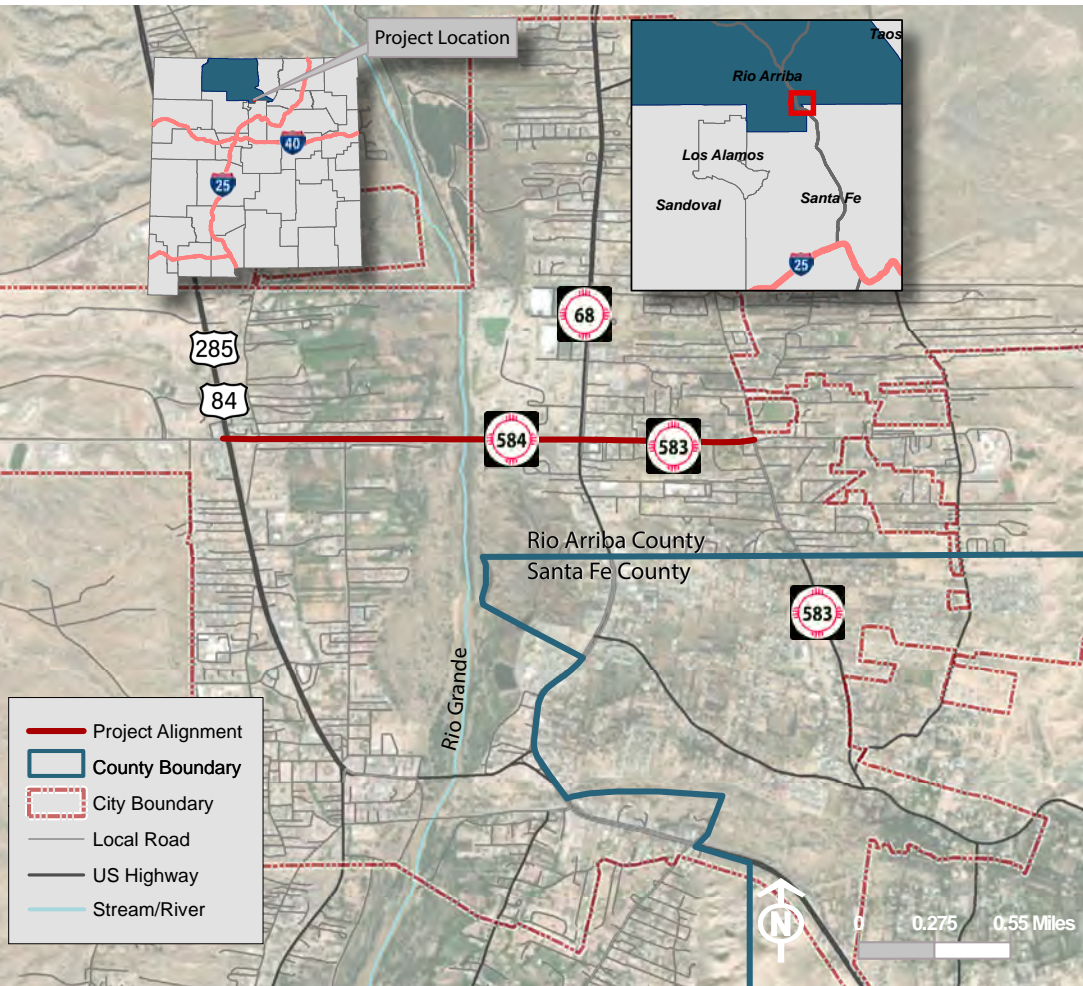 Project Location
40
25
Taos
Rio Arriba
Los Alamos
Sandoval
Santa Fe
25
68
285
84
584
583
Rio Arriba County
Santa Fe County
583
Rio Grande
Project Alignment
County Boundary
City Boundary
Local Road
US Highway
Stream/River
N
0 0.275 0.55 Miles